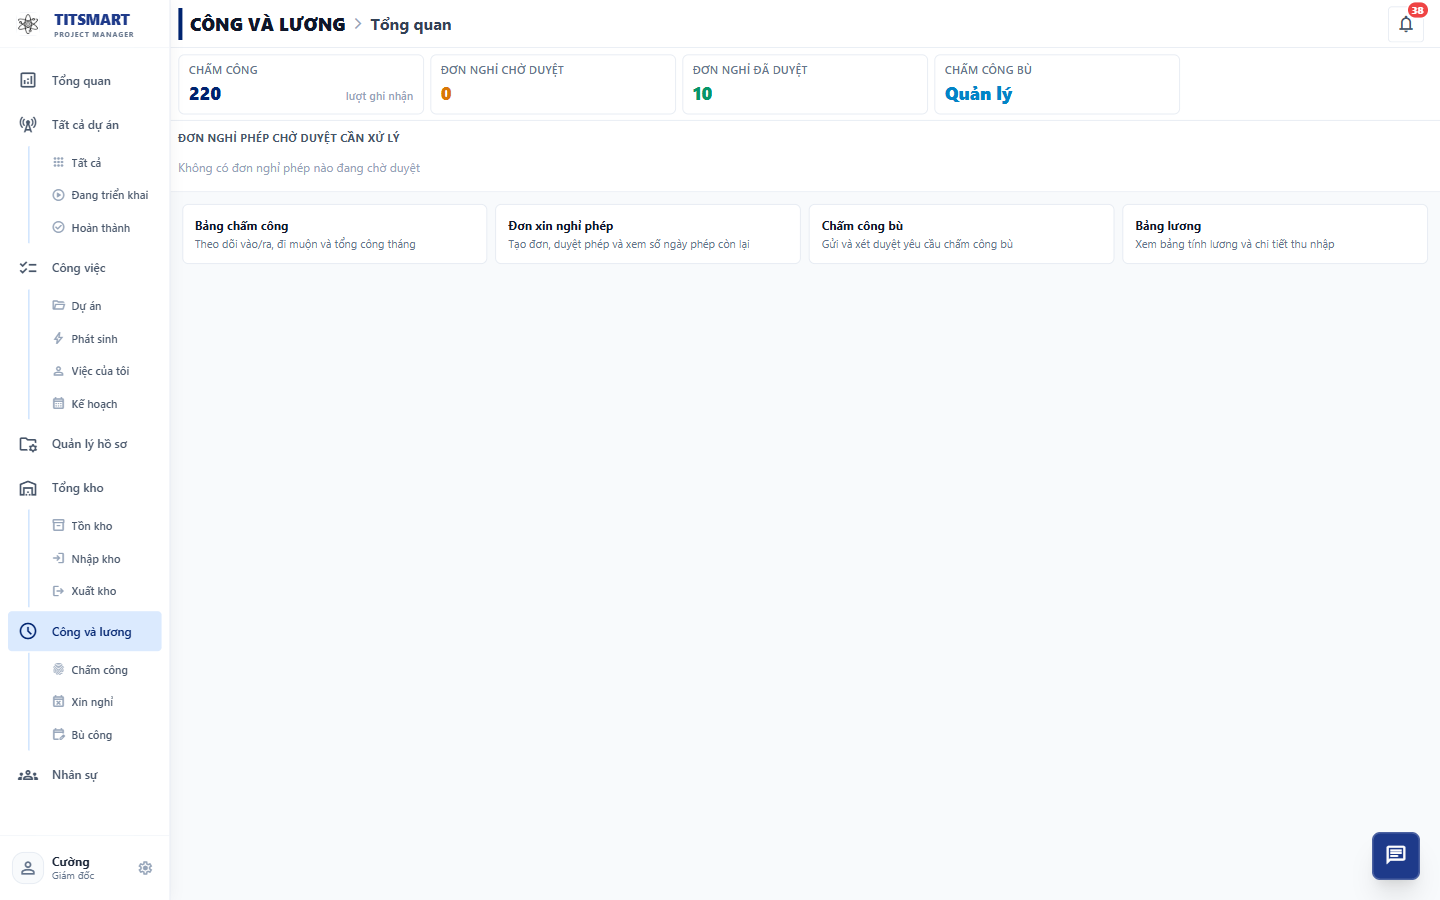 TITSMART
PROJECT MANAGER
Tổng quan
Tất cả dự án
Tất cả
Đang triển khai
Hoàn thành
Công việc
Dự án
Phát sinh
Việc của tôi
Kế hoạch
Quản lý hồ sơ
Tổng kho
Tồn kho
Nhập kho
Xuất kho
Công và lương
Chấm công
Xin nghỉ
Bù công
Nhân sự
Cường
Giám đốc
CÔNG VÀ LƯƠNG > Tổng quan
38
CHẤM CÔNG
220 lượt ghi nhận
ĐƠN NGHỈ CHỜ DUYỆT
0
ĐƠN NGHỈ ĐÃ DUYỆT
10
CHẤM CÔNG BÙ
Quản lý
ĐƠN NGHỈ PHÉP CHỜ DUYỆT CẦN XỬ LÝ
Không có đơn nghỉ phép nào đang chờ duyệt
Bảng chấm công
Theo dõi vào/ra, đi muộn và tổng công tháng
Đơn xin nghỉ phép
Tạo đơn, duyệt phép và xem số ngày phép còn lại
Chấm công bù
Gửi và xét duyệt yêu cầu chấm công bù
Bảng lương
Xem bảng tính lương và chi tiết thu nhập